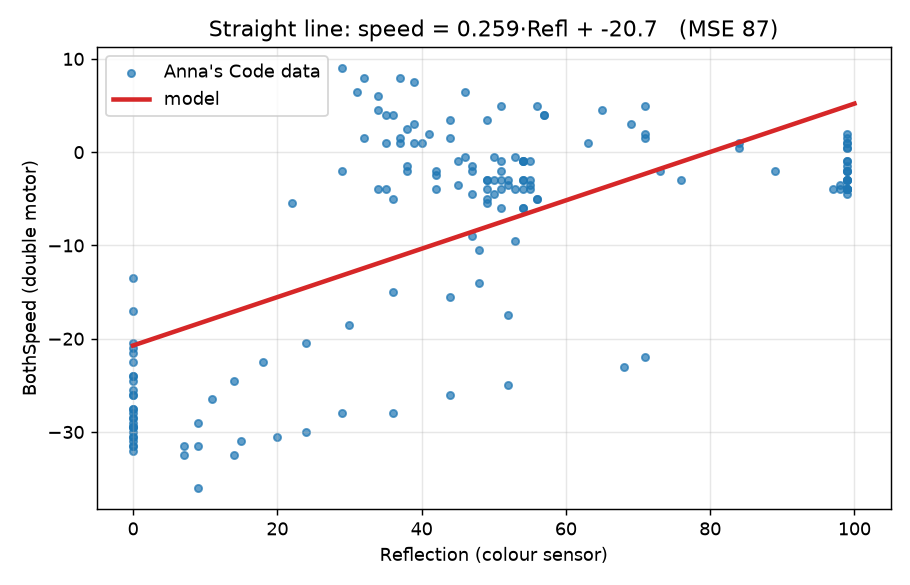 Straight line: speed = 0.259·Refl + -20.7   (MSE 87)
Anna's Code data
model
BothSpeed (double motor)
10
0
−10
−20
−30
0 20 40 60 80 100
Reflection (colour sensor)